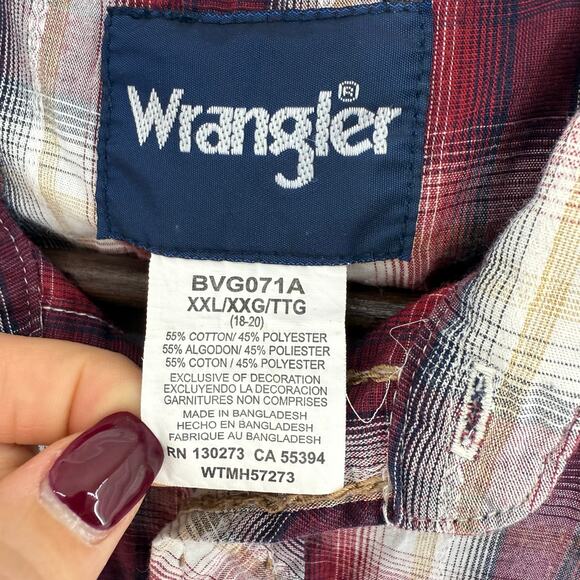 Wrangler®
BVG071A
XXL/XXG/TTG
(18-20)
55% COTTON/ 45% POLYESTER
55% ALGODON/ 45% POLIESTER
55% COTON / 45% POLYESTER
EXCLUSIVE OF DECORATION
EXCLUYENDO LA DECORACION
GARNITURES NON COMPRISES
MADE IN BANGLADESH
HECHO EN BANGLADESH
FABRIQUE AU BANGLADESH
RN 130273 CA 55394
WTMH57273